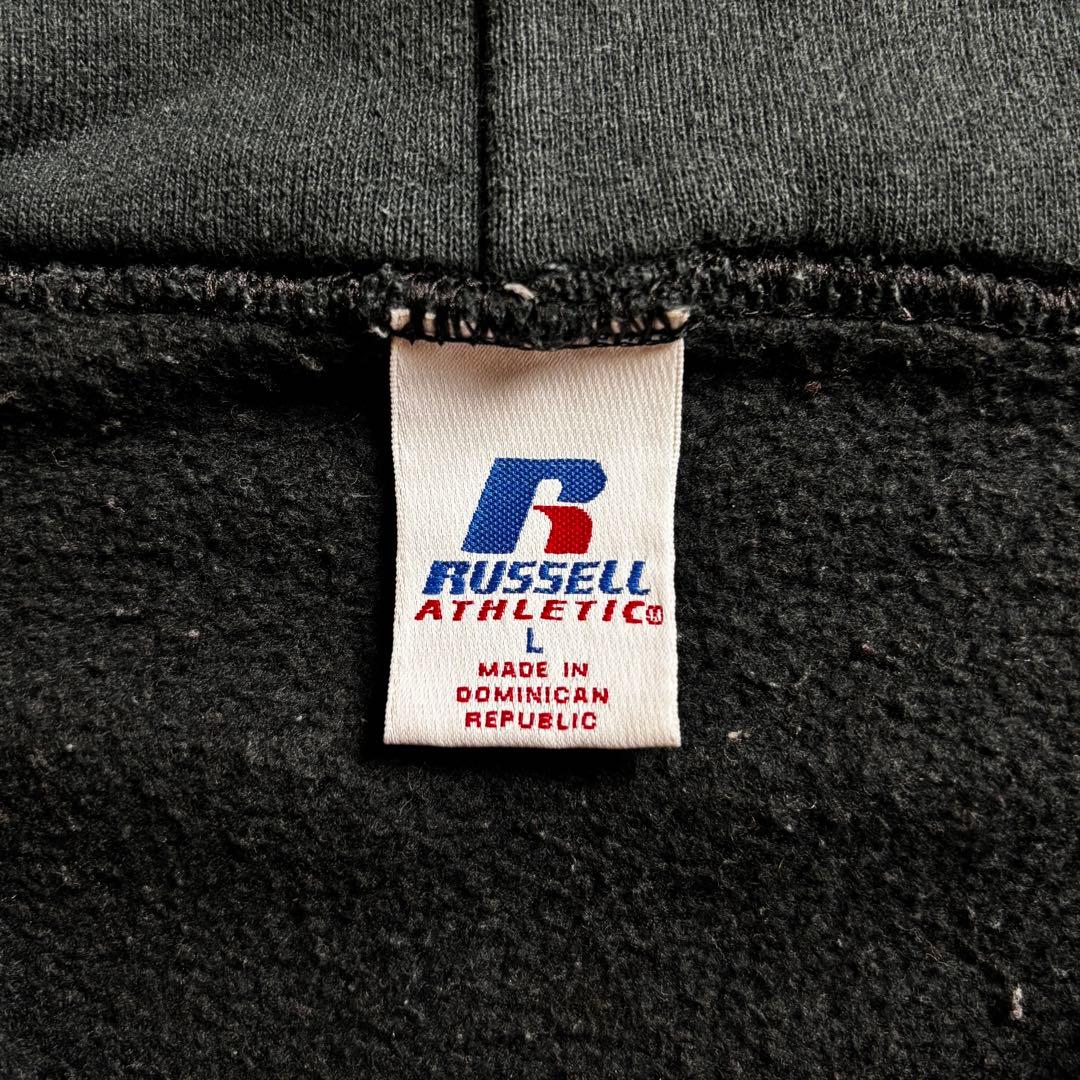 R
RUSSELL
ATHLETIC®
L
MADE IN
DOMINICAN
REPUBLIC